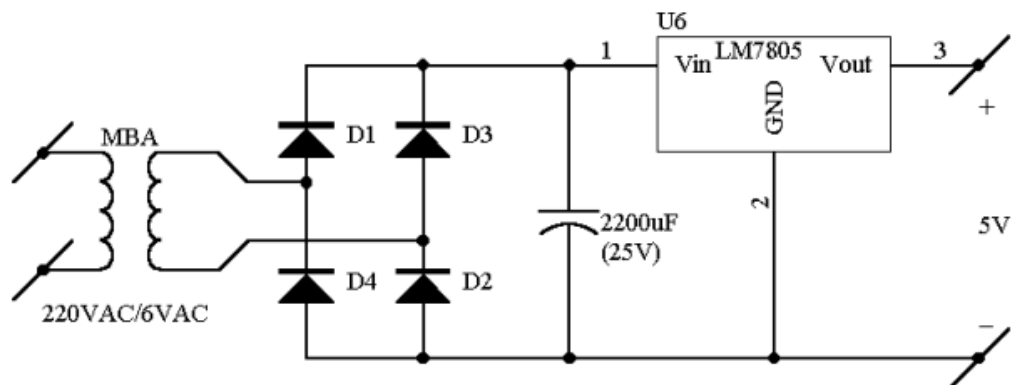 U6
1
LM7805
3
Vin
Vout
GND
MBA
D1
D3
+
2
2200uF
(25V)
5V
D4
D2
220VAC/6VAC
−